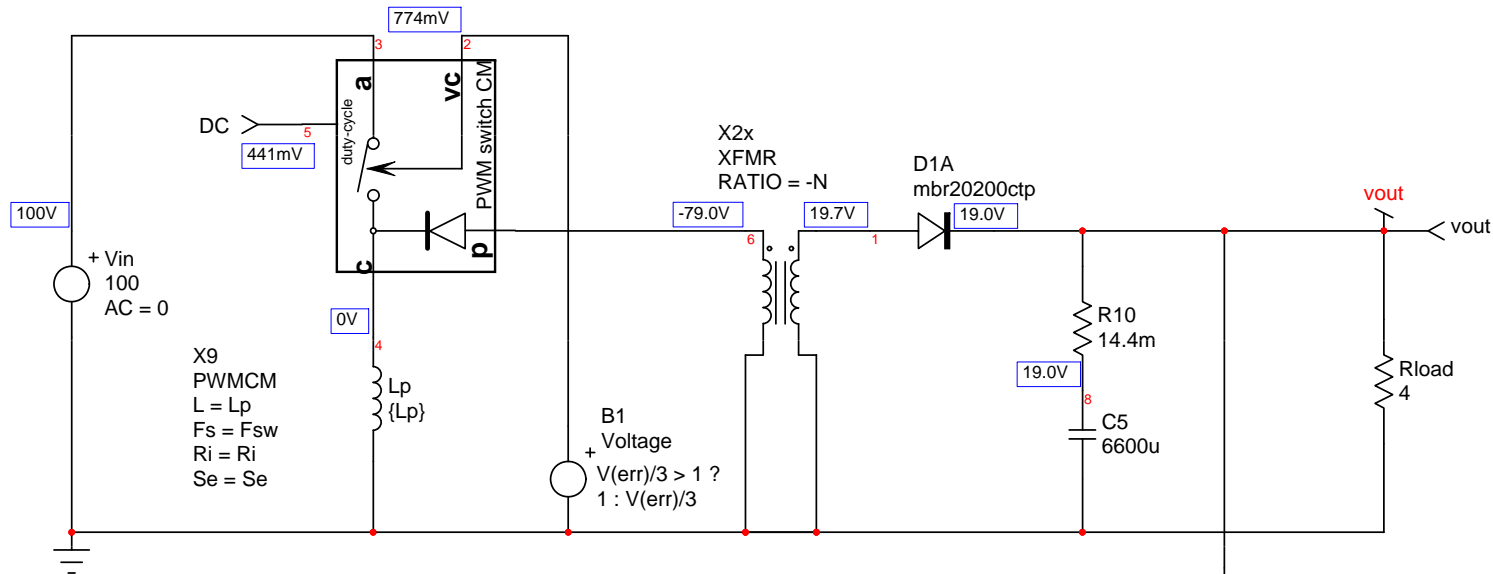 774mV
3
2
a
vc
PWM switch CM
duty-cycle
DC
5
441mV
p
c
100V
+ Vin
100
AC = 0
0V
4
X9
PWMCM
L = Lp
Fs = Fsw
Ri = Ri
Se = Se
Lp
{Lp}
B1
Voltage
+
V(err)/3 > 1 ?
1 : V(err)/3
X2x
XFMR
RATIO = -N
-79.0V
6
19.7V
1
D1A
mbr20200ctp
19.0V
vout
vout
R10
14.4m
19.0V
8
C5
6600u
Rload
4